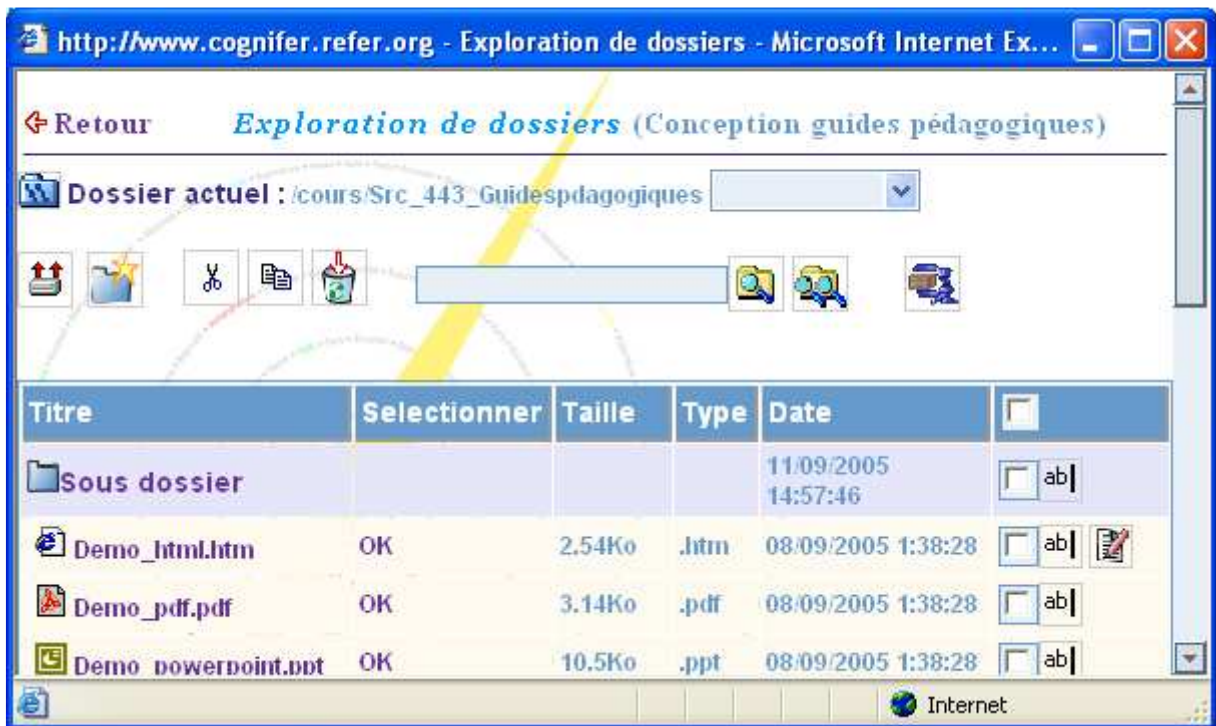 http://www.cognifer.refer.org - Exploration de dossiers - Microsoft Internet Ex...
Retour Exploration de dossiers (Conception guides pédagogiques)
Dossier actuel : /cours/Src_443_Guidespdagogiques
Titre Selectionner Taille Type Date
Sous dossier 11/09/2005 14:57:46 ab
Demo_html.htm OK 2.54Ko .htm 08/09/2005 1:38:28 ab
Demo_pdf.pdf OK 3.14Ko .pdf 08/09/2005 1:38:28 ab
Demo_powerpoint.ppt OK 10.5Ko .ppt 08/09/2005 1:38:28 ab
Internet